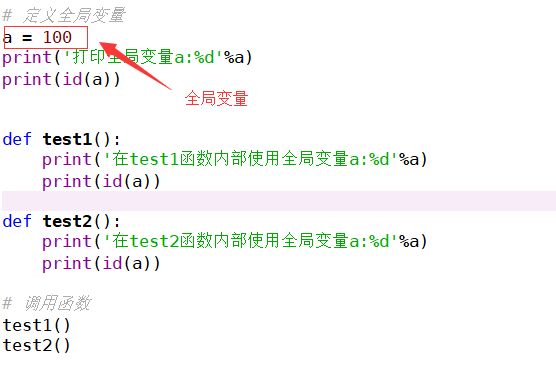 # 定义全局变量
a = 100
print('打印全局变量a:%d'%a)
print(id(a))
全局变量
def test1():
    print('在test1函数内部使用全局变量a:%d'%a)
    print(id(a))
def test2():
    print('在test2函数内部使用全局变量a:%d'%a)
    print(id(a))
# 调用函数
test1()
test2()